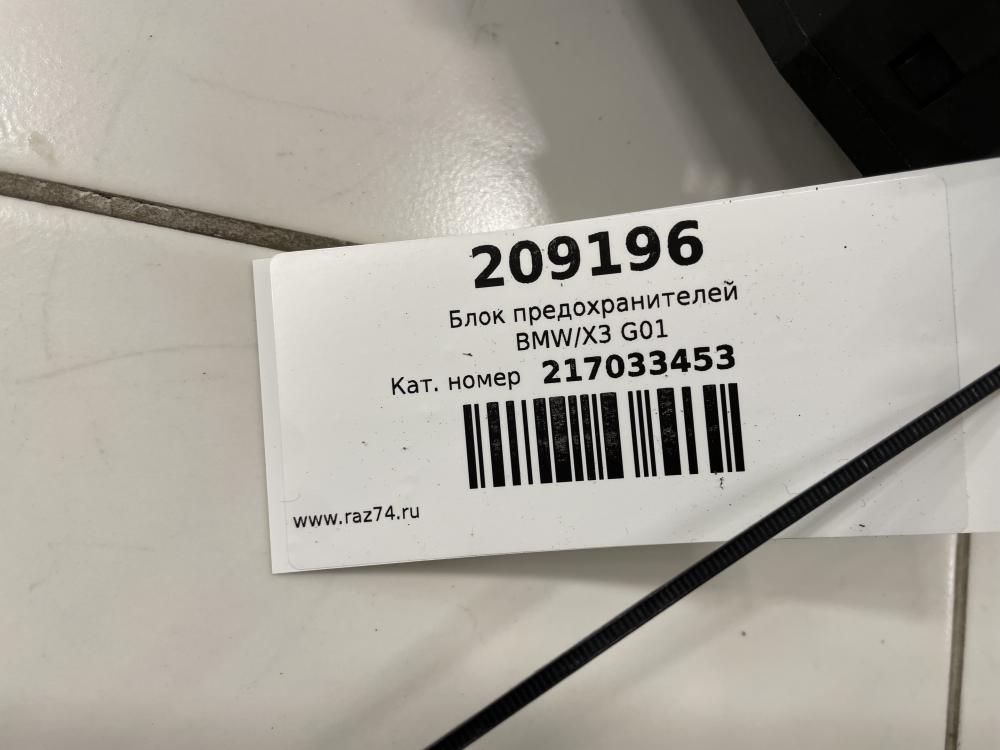 209196
Блок предохранителей
BMW/X3 G01
Кат. номер 217033453
www.raz74.ru